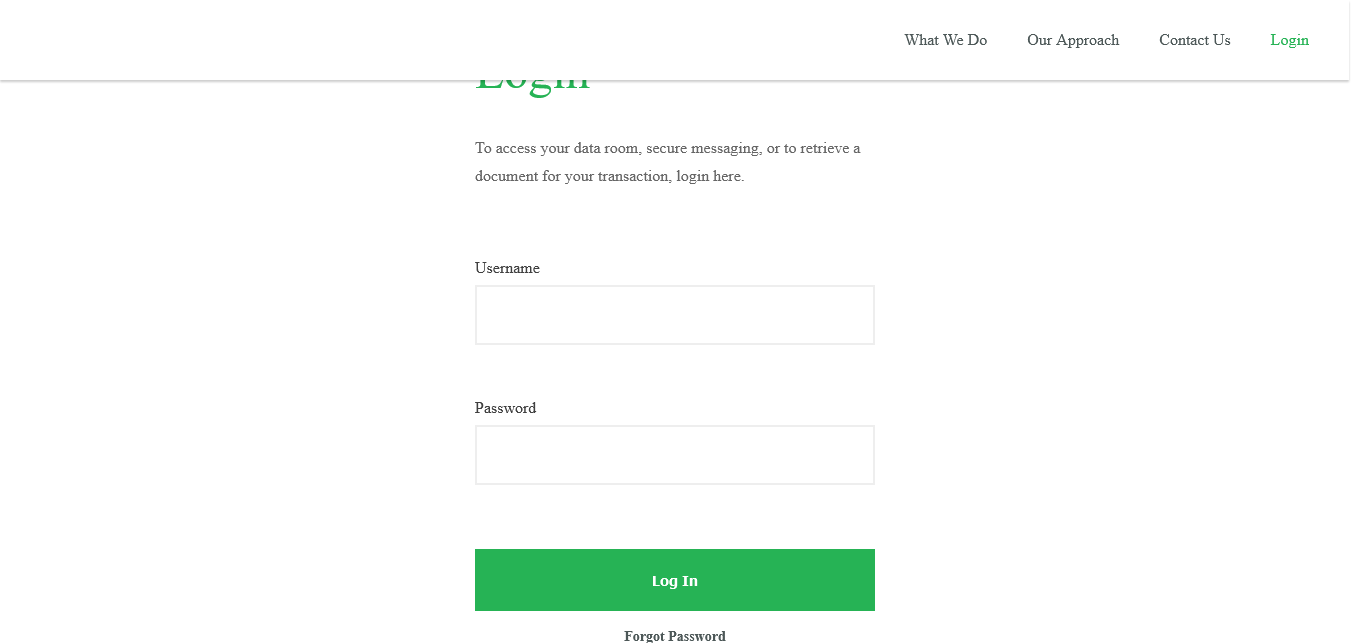 What We Do
Our Approach
Contact Us
Login
Login
To access your data room, secure messaging, or to retrieve a
document for your transaction, login here.
Username
Password
Log In
Forgot Password